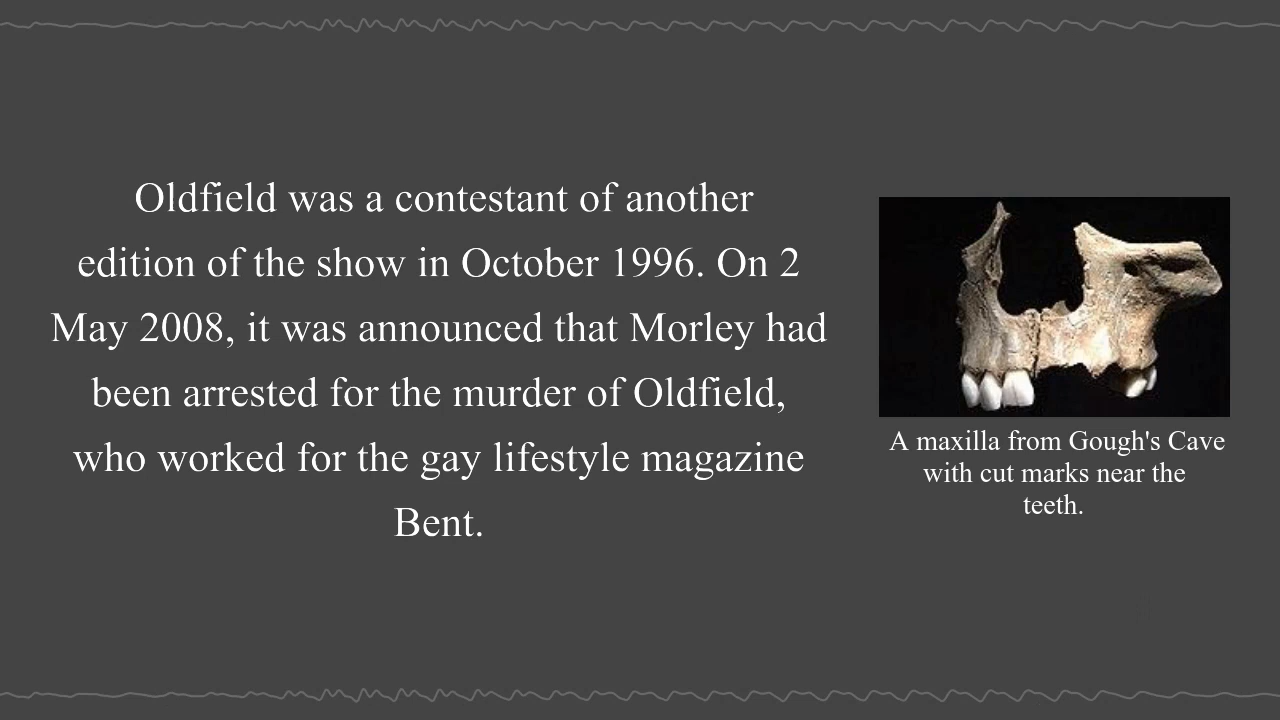 Oldfield was a contestant of another
edition of the show in October 1996. On 2
May 2008, it was announced that Morley had
been arrested for the murder of Oldfield,
who worked for the gay lifestyle magazine
Bent.
A maxilla from Gough's Cave
with cut marks near the
teeth.